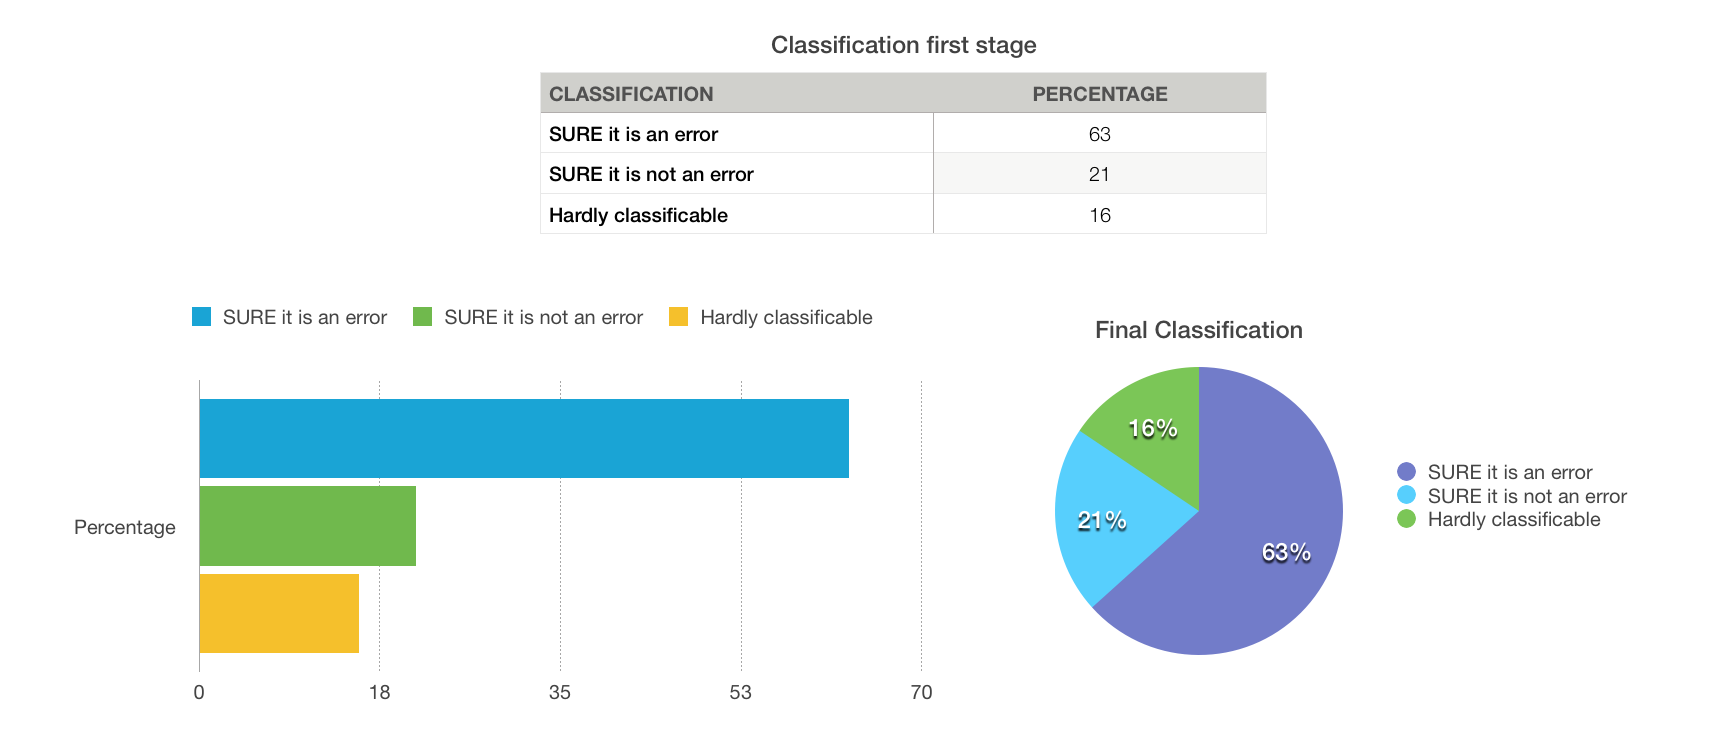 Classification first stage
CLASSIFICATION PERCENTAGE
SURE it is an error 63
SURE it is not an error 21
Hardly classificable 16
SURE it is an error SURE it is not an error Hardly classificable
Percentage
0 18 35 53 70
Final Classification
16%
21%
63%
SURE it is an error
SURE it is not an error
Hardly classificable